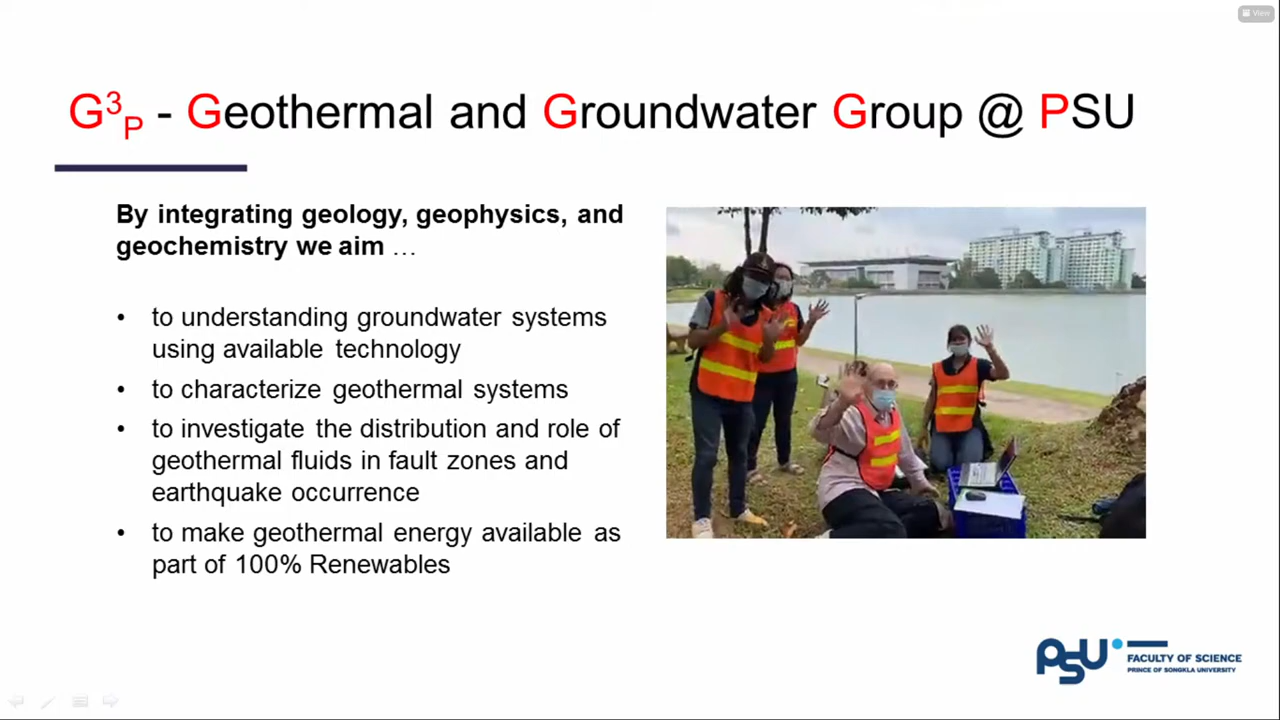 View
G³P - Geothermal and Groundwater Group @ PSU
By integrating geology, geophysics, and
geochemistry we aim …
• to understanding groundwater systems
using available technology
• to characterize geothermal systems
• to investigate the distribution and role of
geothermal fluids in fault zones and
earthquake occurrence
• to make geothermal energy available as
part of 100% Renewables
PSU
FACULTY OF SCIENCE
PRINCE OF SONGKLA UNIVERSITY